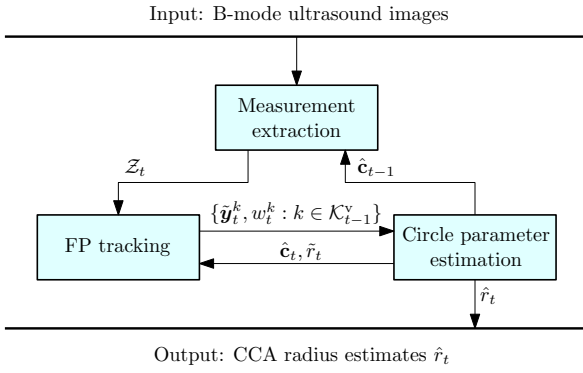 Input: B-mode ultrasound images
Measurement
extraction
𝒵_t
ĉ_{t−1}
{ỹ_t^k, w_t^k : k ∈ 𝒦_{t−1}^v}
FP tracking
Circle parameter
estimation
ĉ_t, r̃_t
r̂_t
Output: CCA radius estimates r̂_t